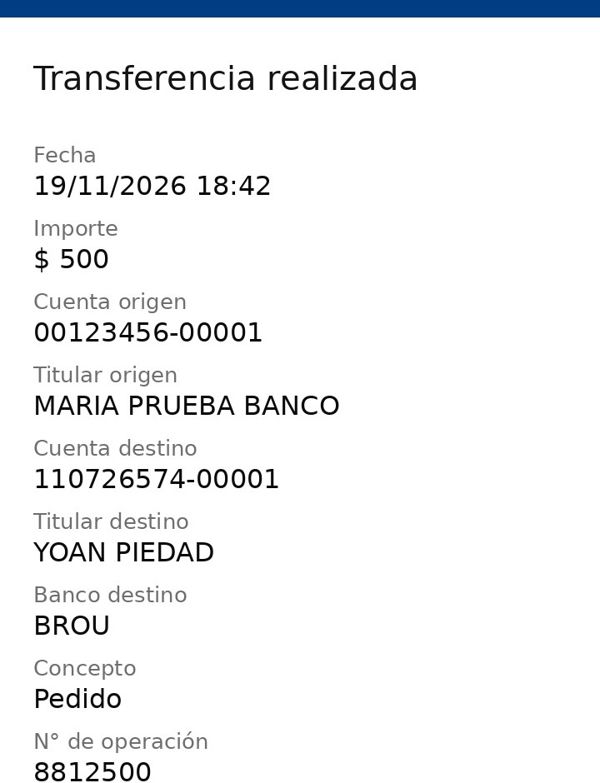 Transferencia realizada
Fecha
19/11/2026 18:42
Importe
$ 500
Cuenta origen
00123456-00001
Titular origen
MARIA PRUEBA BANCO
Cuenta destino
110726574-00001
Titular destino
YOAN PIEDAD
Banco destino
BROU
Concepto
Pedido
N° de operación
8812500